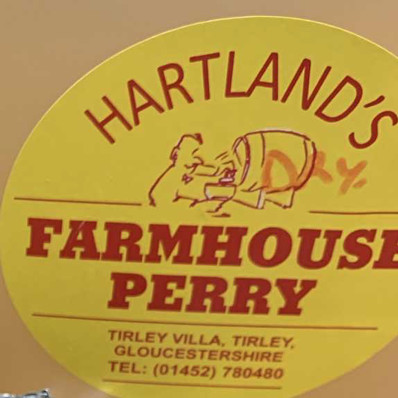 HARTLAND'S
DRY.
FARMHOUSE
PERRY
TIRLEY VILLA, TIRLEY,
GLOUCESTERSHIRE
TEL: (01452) 780480